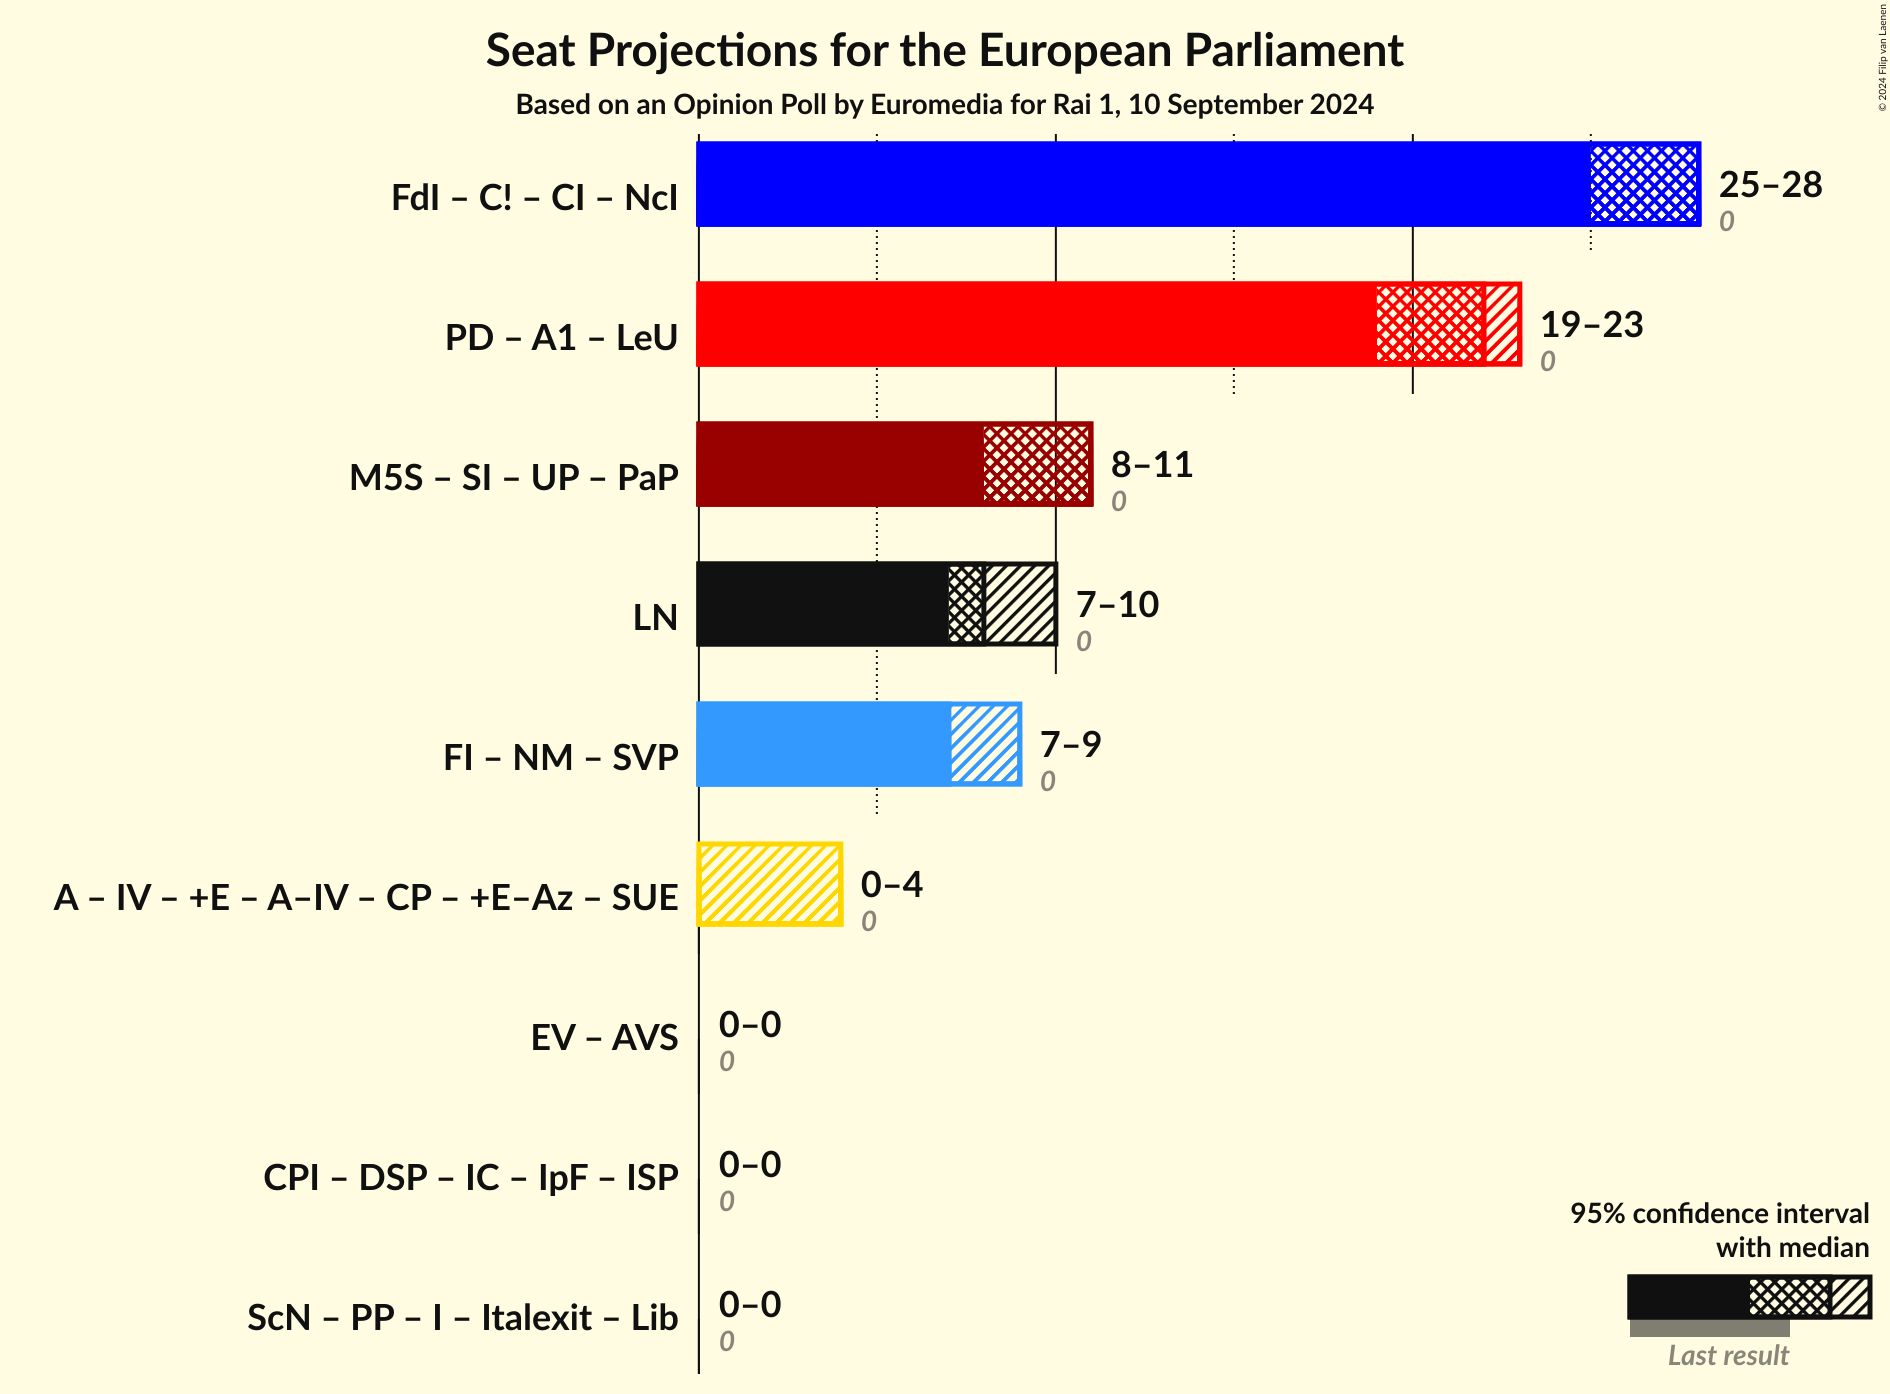 Seat Projections for the European Parliament
Based on an Opinion Poll by Euromedia for Rai 1, 10 September 2024
© 2024 Filip van Laenen
FdI – C! – CI – NcI
25–28
0
PD – A1 – LeU
19–23
0
M5S – SI – UP – PaP
8–11
0
LN
7–10
0
FI – NM – SVP
7–9
0
A – IV – +E – A–IV – CP – +E–Az – SUE
0–4
0
EV – AVS
0–0
0
CPI – DSP – IC – IpF – ISP
0–0
0
ScN – PP – I – Italexit – Lib
0–0
0
95% confidence interval
with median
Last result